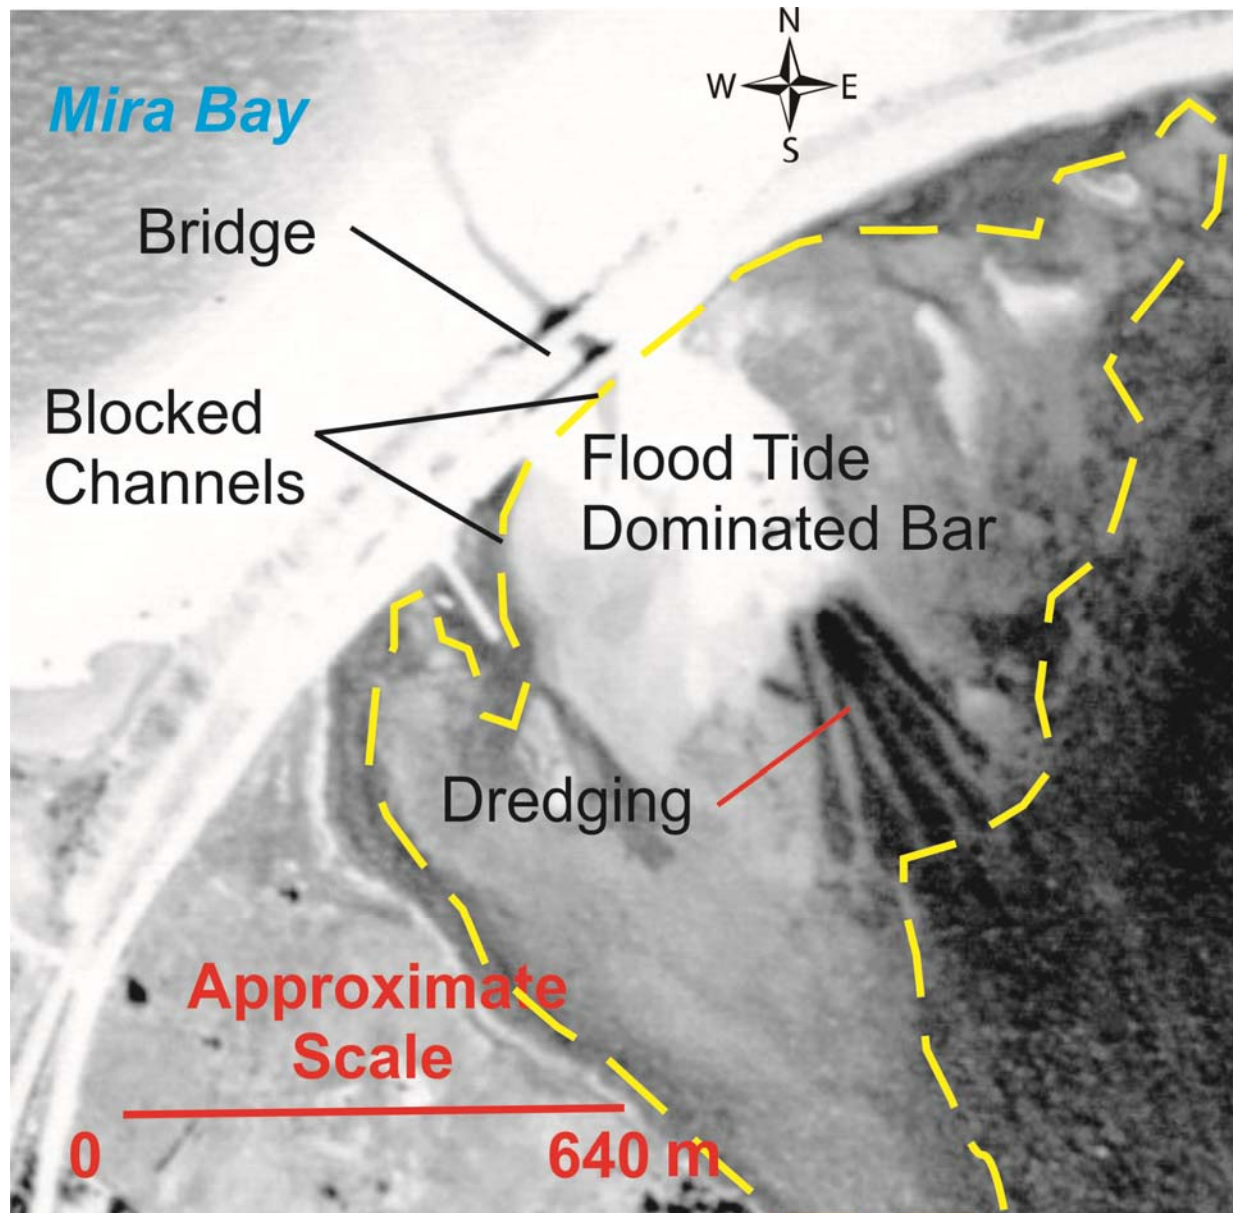 N
W E
S
Mira Bay
Bridge
Blocked
Channels
Flood Tide
Dominated Bar
Dredging
Approximate
Scale
0 640 m